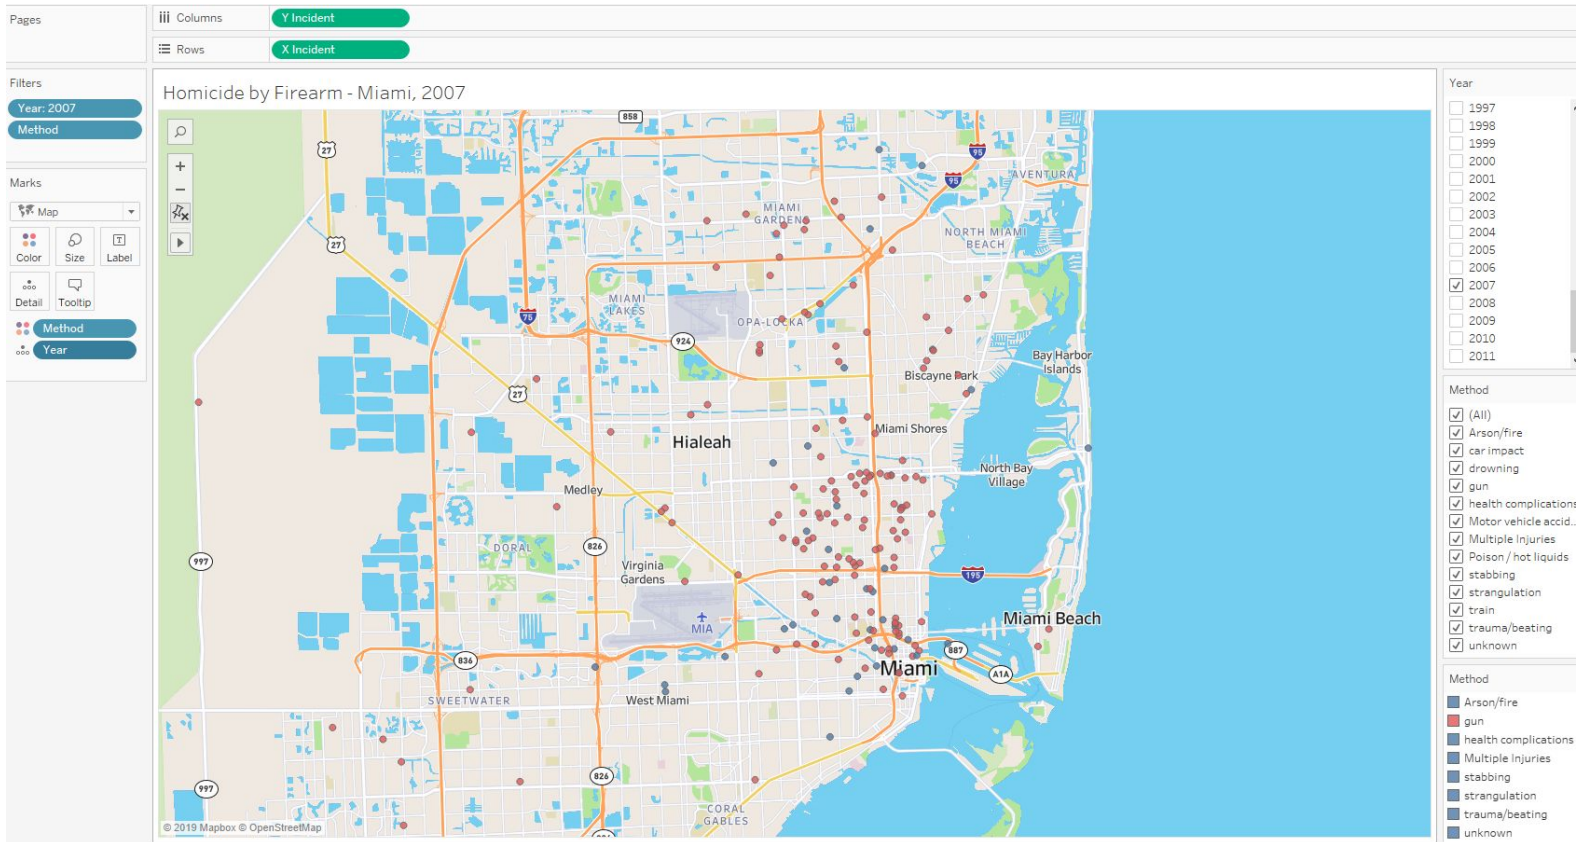 Pages
Columns
Y Incident
Rows
X Incident
Filters
Year: 2007
Method
Marks
Map
Color
Size
Label
Detail
Tooltip
Method
Year
Homicide by Firearm - Miami, 2007
858
27
95
95
AVENTURA
MIAMI
GARDENS
27
NORTH MIAMI
BEACH
MIAMI
LAKES
75
OPA-LOCKA
924
Bay Harbor
Islands
Biscayne Park
27
Miami Shores
Hialeah
North Bay
Village
Medley
DORAL
826
997
Virginia
Gardens
195
MIA
Miami Beach
836
887
Miami
A1A
SWEETWATER
West Miami
826
997
CORAL
GABLES
© 2019 Mapbox © OpenStreetMap
Year
1997
1998
1999
2000
2001
2002
2003
2004
2005
2006
2007
2008
2009
2010
2011
Method
(All)
Arson/fire
car impact
drowning
gun
health complications
Motor vehicle accid..
Multiple Injuries
Poison / hot liquids
stabbing
strangulation
train
trauma/beating
unknown
Method
Arson/fire
gun
health complications
Multiple Injuries
stabbing
strangulation
trauma/beating
unknown